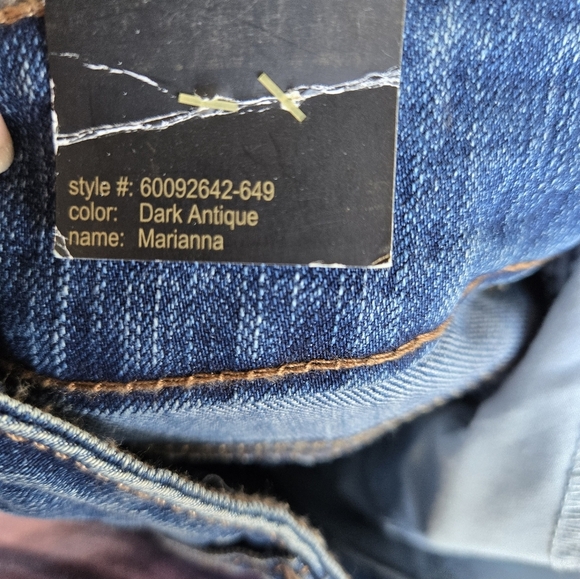 style #: 60092642-649
color: Dark Antique
name: Marianna